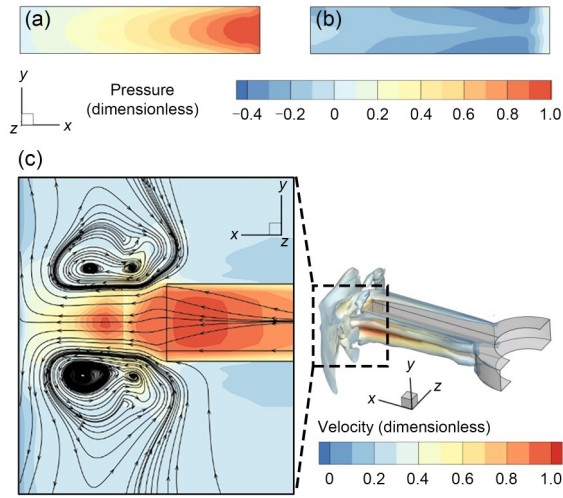 (a)
(b)
y
z
x
Pressure
(dimensionless)
−0.4
−0.2
0
0.2
0.4
0.6
0.8
1.0
(c)
y
x
z
y
z
x
Velocity (dimensionless)
0
0.2
0.4
0.6
0.8
1.0